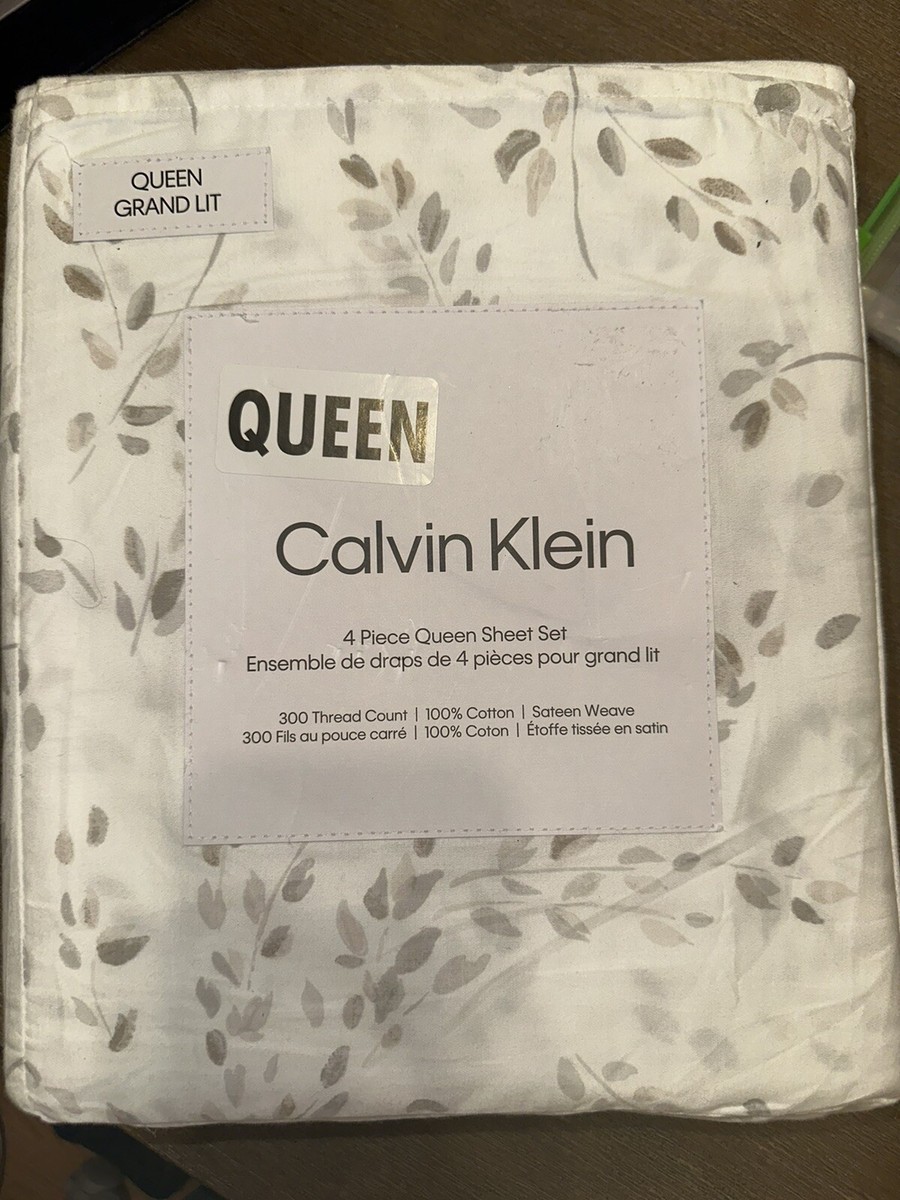 QUEEN
GRAND LIT
QUEEN
Calvin Klein
4 Piece Queen Sheet Set
Ensemble de draps de 4 pièces pour grand lit
300 Thread Count | 100% Cotton | Sateen Weave
300 Fils au pouce carré | 100% Coton | Étoffe tissée en satin